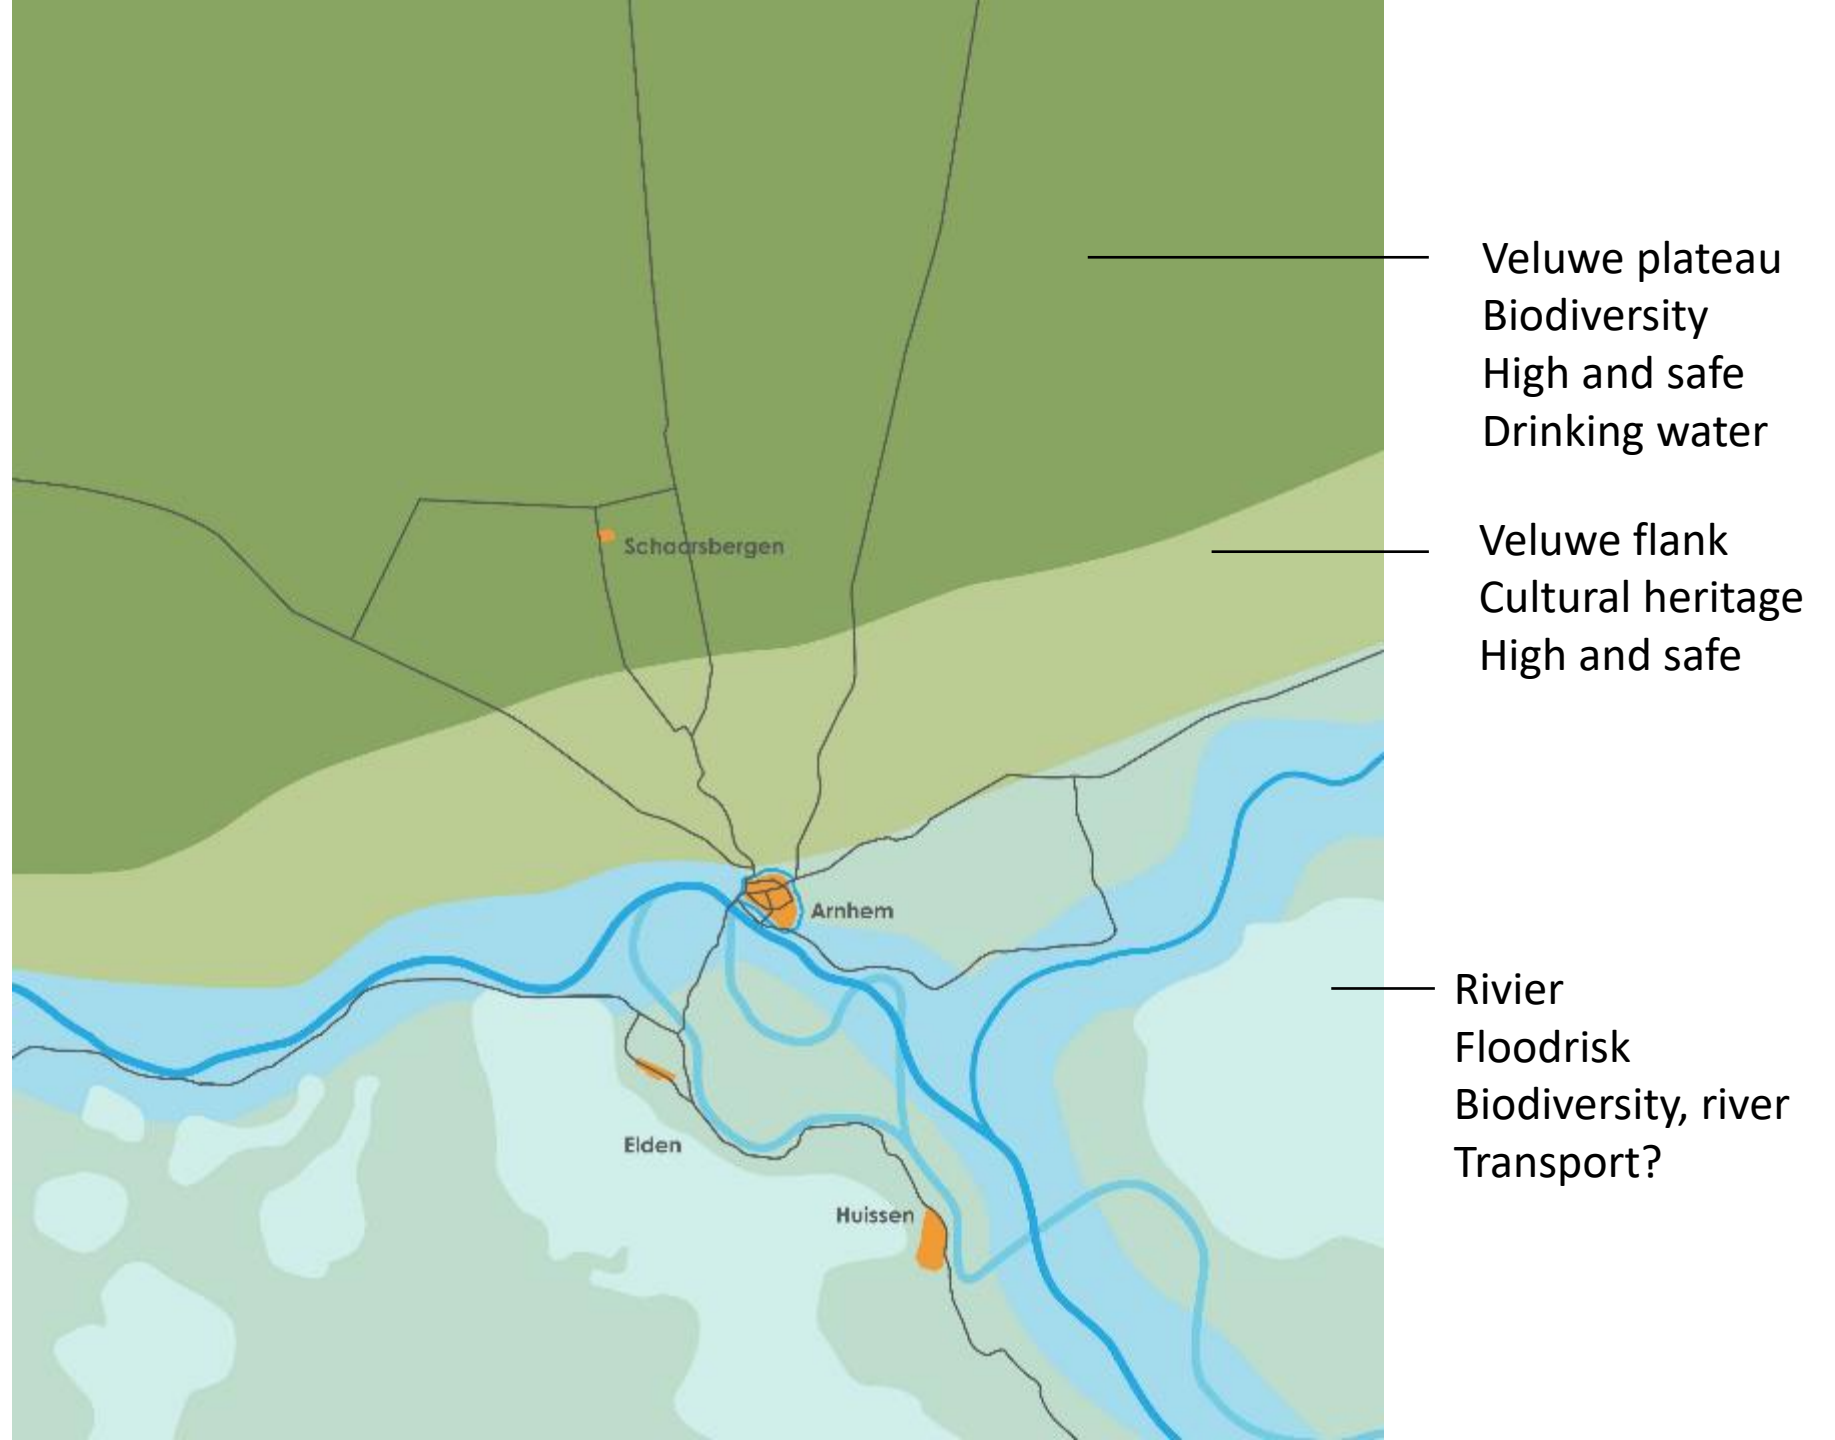 Veluwe plateau
Biodiversity
High and safe
Drinking water
Schaarsbergen
Veluwe flank
Cultural heritage
High and safe
Arnhem
Rivier
Floodrisk
Biodiversity, river
Transport?
Elden
Huissen